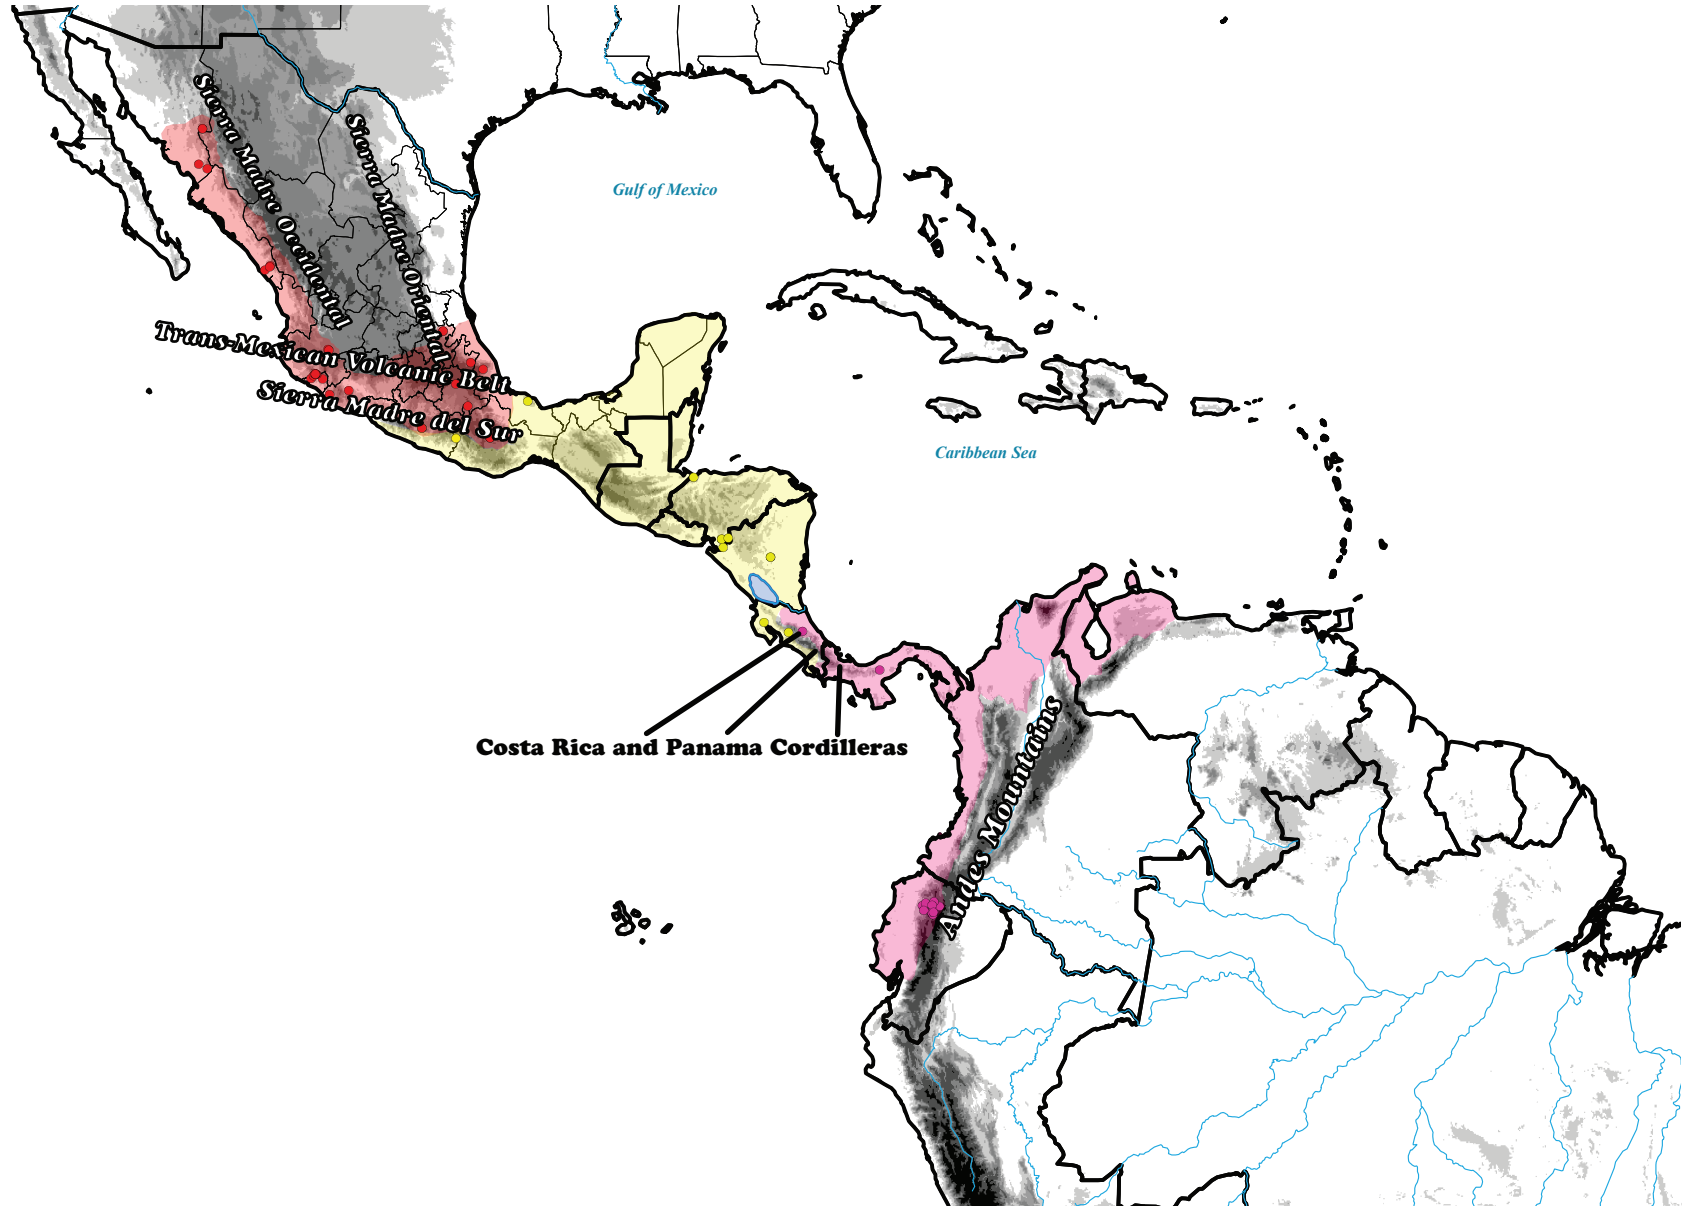 Sierra Madre Occidental
Sierra Madre Oriental
Gulf of Mexico
Trans-Mexican Volcanic Belt
Sierra Madre del Sur
Caribbean Sea
Costa Rica and Panama Cordilleras
Andes Mountains